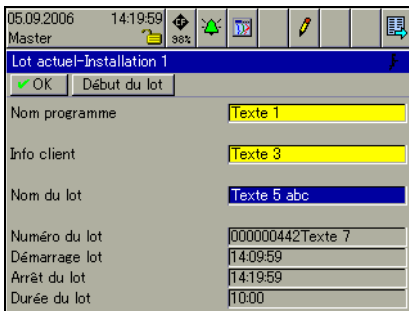 05.09.2006 14:19:59
Master 98%
Lot actuel-Installation 1
OK Début du lot
Nom programme Texte 1
Info client Texte 3
Nom du lot Texte 5 abc
Numéro du lot 000000442Texte 7
Démarrage lot 14:09:59
Arrêt du lot 14:19:59
Durée du lot 10:00